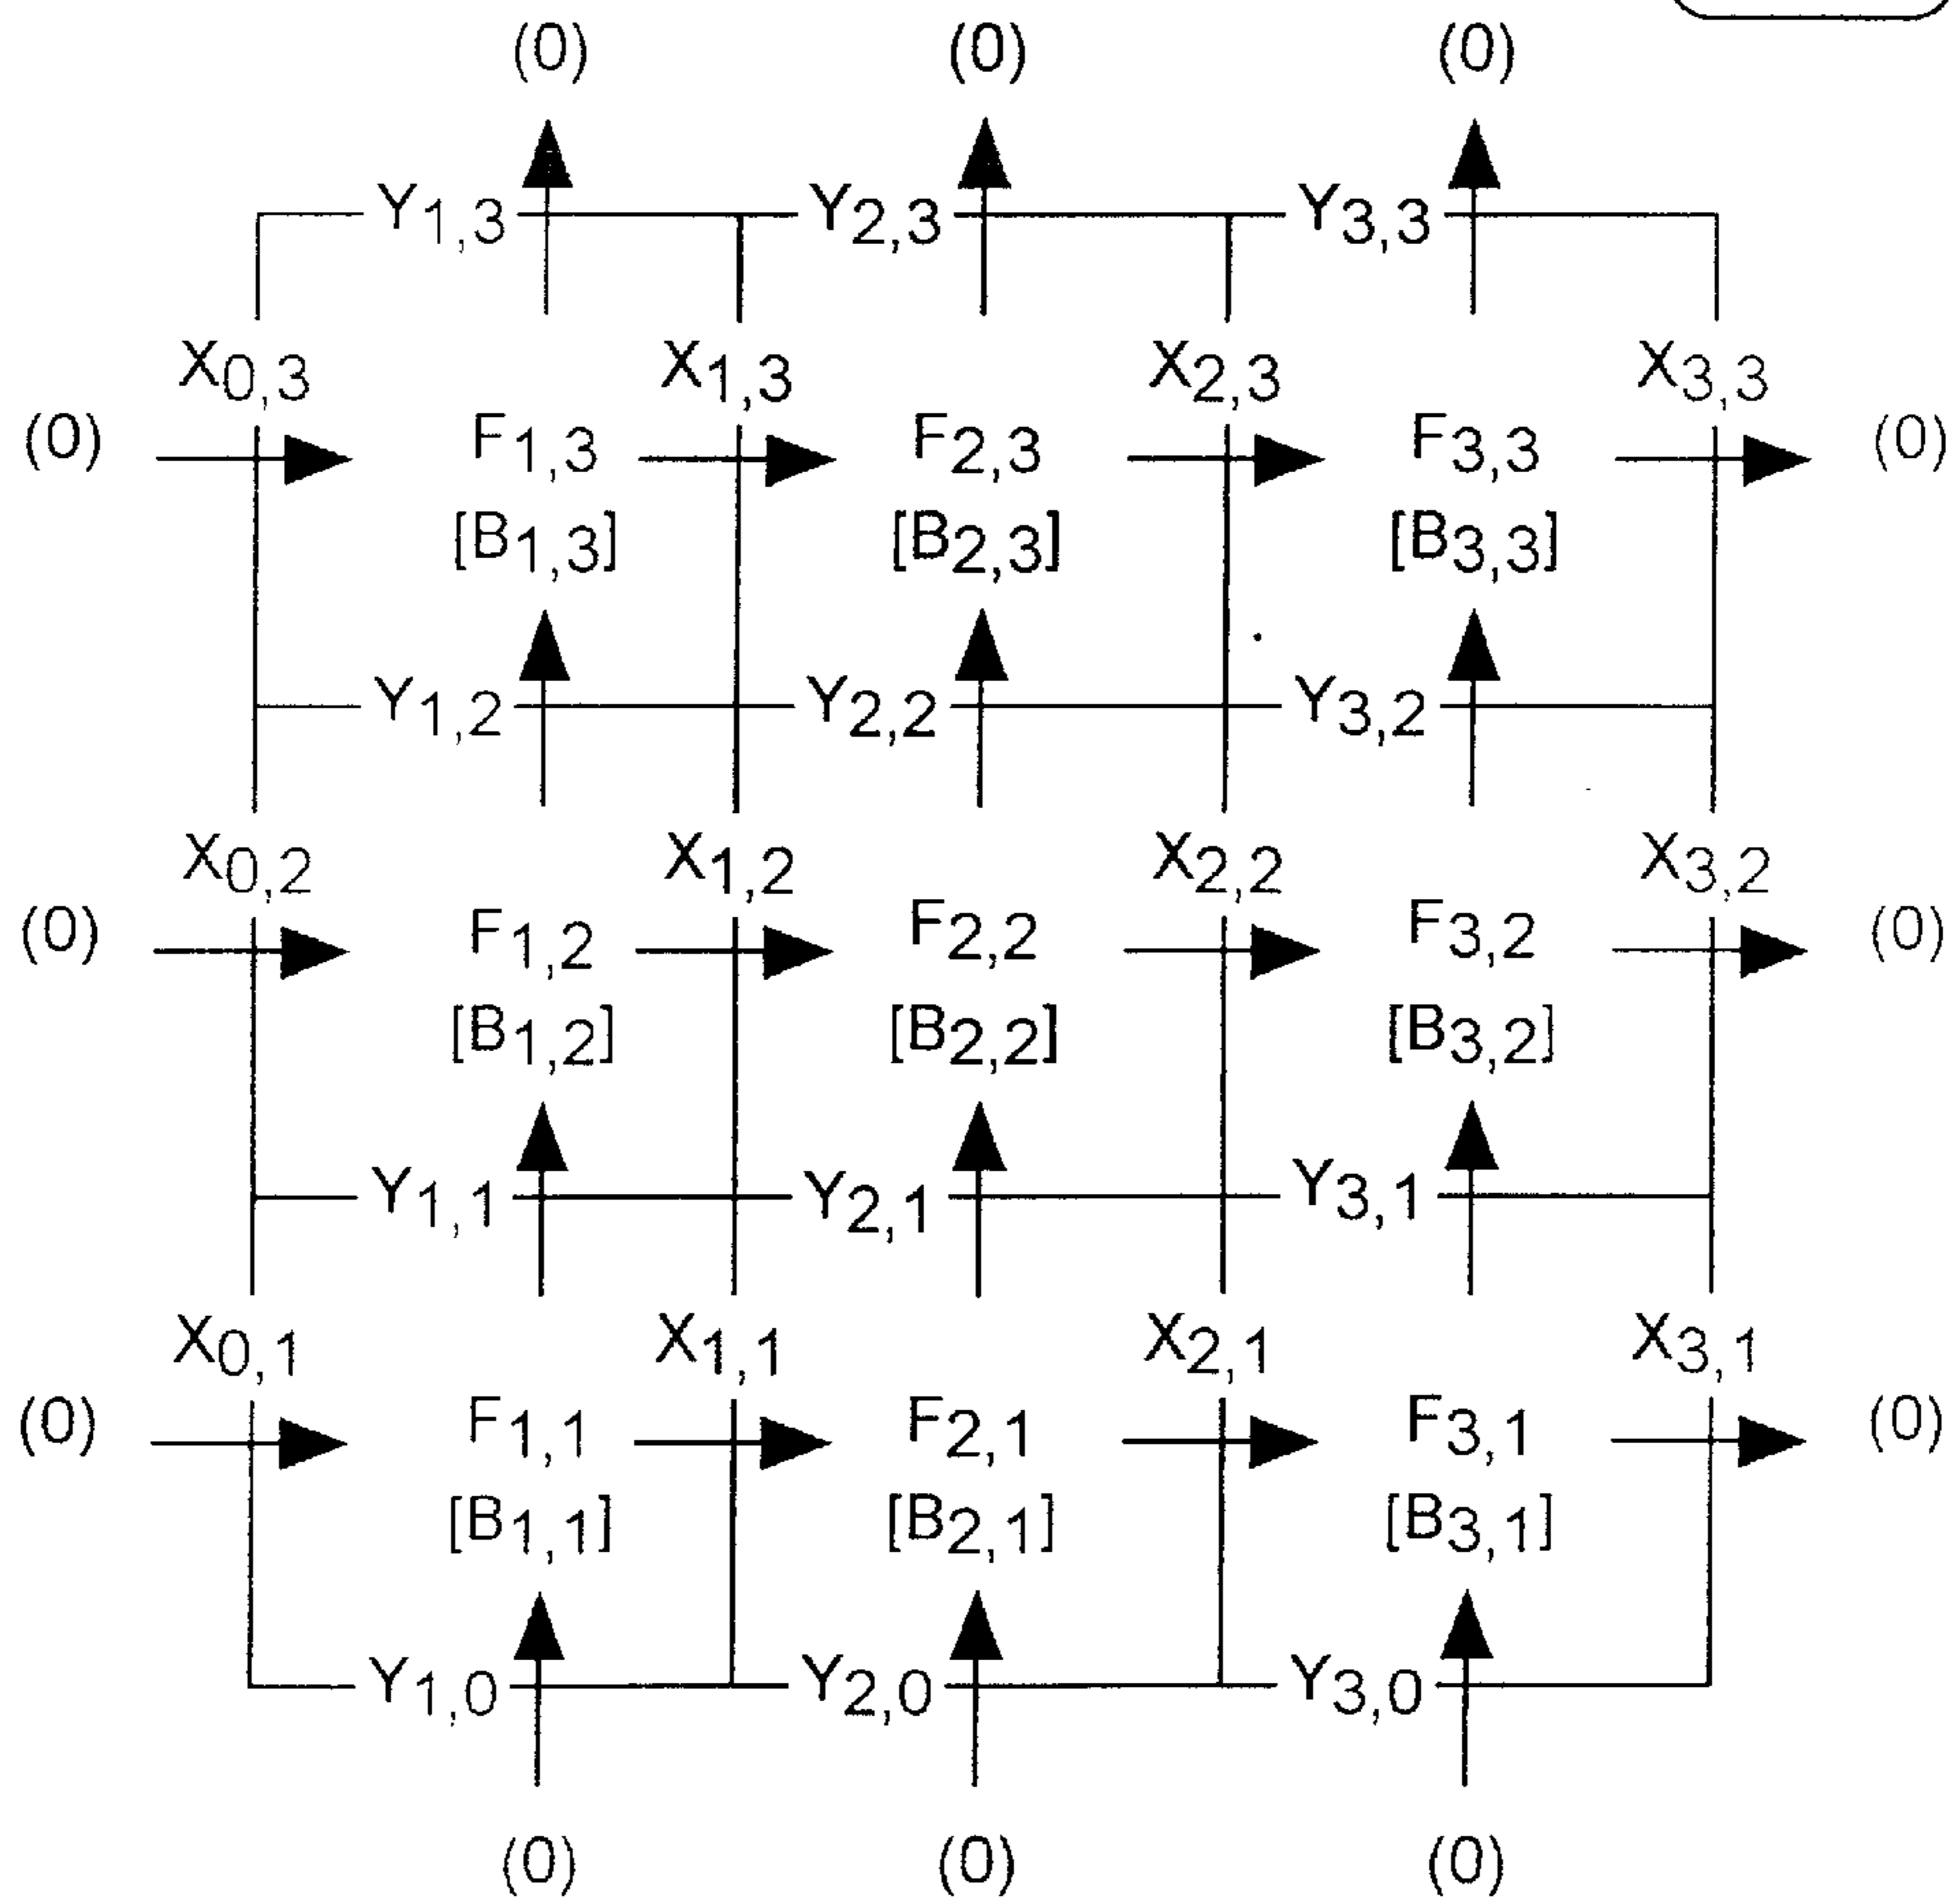 (0) (0) (0)
Y1,3 Y2,3 Y3,3
X0,3 X1,3 X2,3 X3,3
(0) F1,3 F2,3 F3,3 (0)
[B1,3] [B2,3] [B3,3]
Y1,2 Y2,2 Y3,2
X0,2 X1,2 X2,2 X3,2
(0) F1,2 F2,2 F3,2 (0)
[B1,2] [B2,2] [B3,2]
Y1,1 Y2,1 Y3,1
X0,1 X1,1 X2,1 X3,1
(0) F1,1 F2,1 F3,1 (0)
[B1,1] [B2,1] [B3,1]
Y1,0 Y2,0 Y3,0
(0) (0) (0)